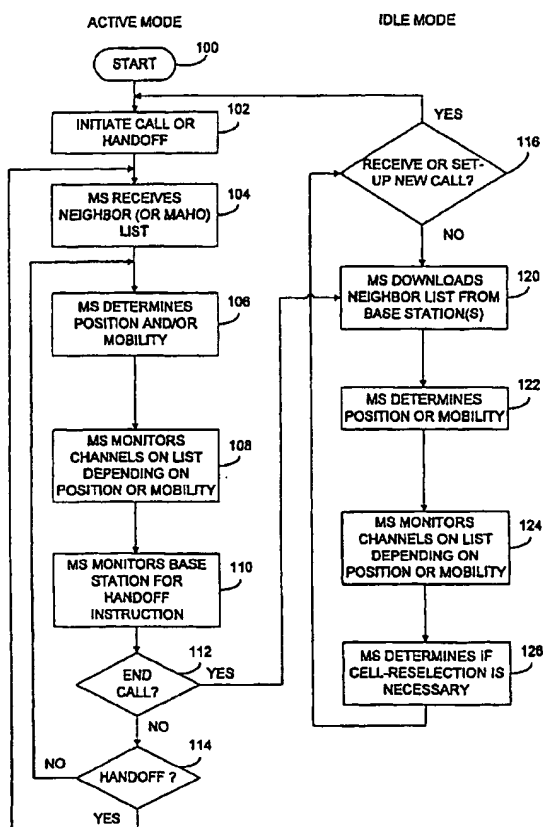 ACTIVE MODE
IDLE MODE
START
100
INITIATE CALL OR
HANDOFF
102
MS RECEIVES
NEIGHBOR (OR MAHO)
LIST
104
MS DETERMINES
POSITION AND/OR
MOBILITY
106
MS MONITORS
CHANNELS ON LIST
DEPENDING ON
POSITION OR MOBILITY
108
MS MONITORS BASE
STATION FOR
HANDOFF
INSTRUCTION
110
END
CALL?
112
YES
NO
HANDOFF ?
114
NO
YES
YES
RECEIVE OR SET-
UP NEW CALL?
116
NO
MS DOWNLOADS
NEIGHBOR LIST FROM
BASE STATION(S)
120
MS DETERMINES
POSITION OR MOBILITY
122
MS MONITORS
CHANNELS ON LIST
DEPENDING ON
POSITION OR MOBILITY
124
MS DETERMINES IF
CELL-RESELECTION IS
NECESSARY
126